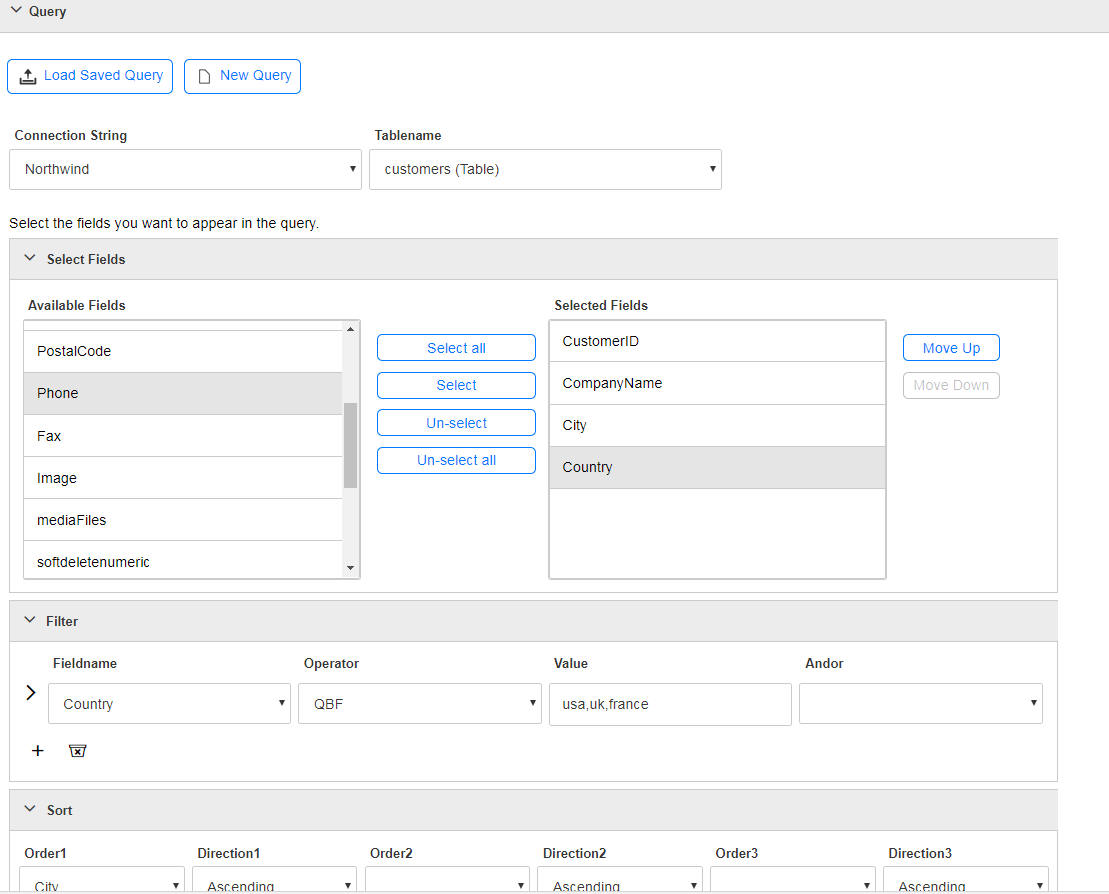 Query
Load Saved Query New Query
Connection String Tablename
Northwind customers (Table)
Select the fields you want to appear in the query.
Select Fields
Available Fields Selected Fields
PostalCode
Phone
Fax
Image
mediaFiles
softdeletenumeric
Select all
Select
Un-select
Un-select all
CustomerID
CompanyName
City
Country
Move Up
Move Down
Filter
Fieldname Operator Value Andor
Country QBF usa,uk,france
Sort
Order1 Direction1 Order2 Direction2 Order3 Direction3
City Ascending Ascending Ascending